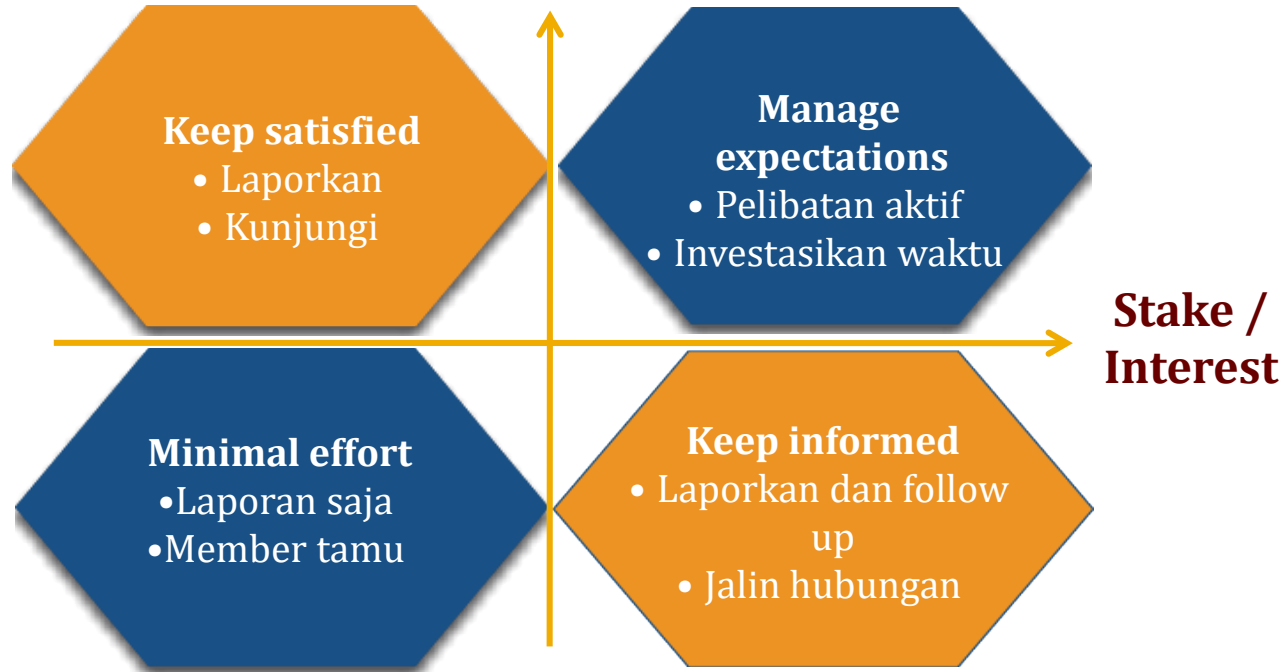 Keep satisfied
• Laporkan
• Kunjungi
Manage
expectations
• Pelibatan aktif
• Investasikan waktu
Stake /
Interest
Minimal effort
•Laporan saja
•Member tamu
Keep informed
• Laporkan dan follow
up
• Jalin hubungan